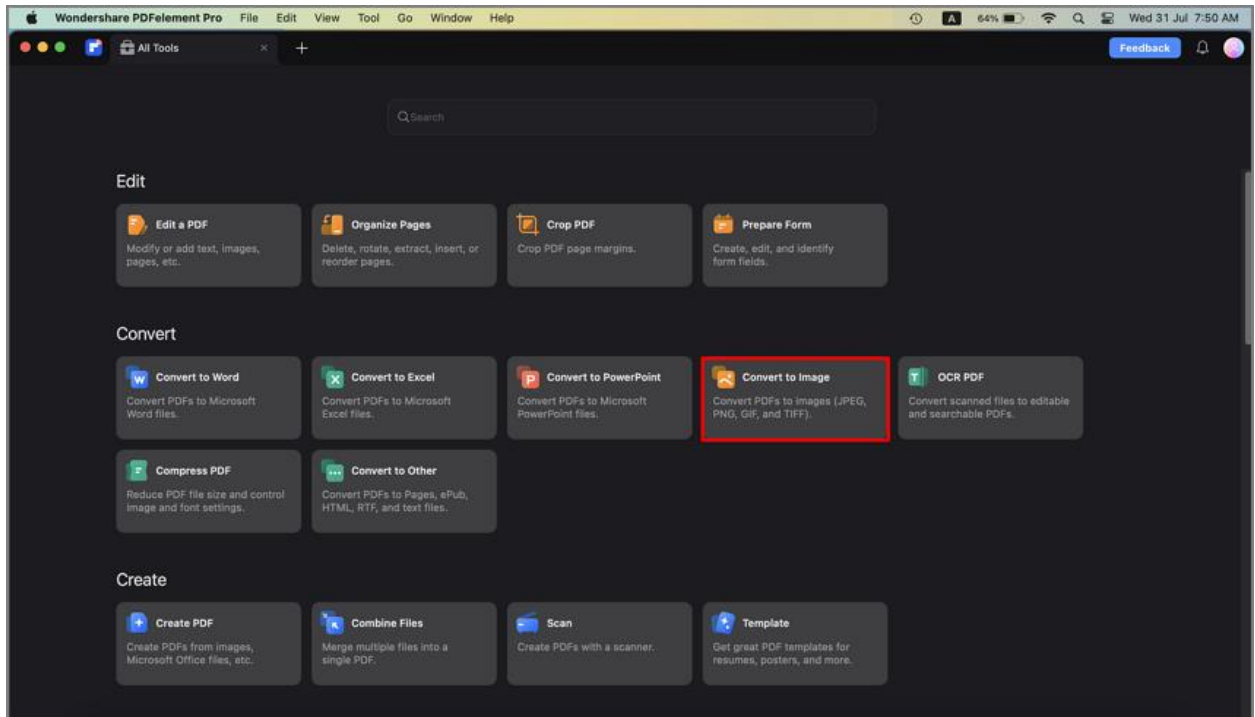 Wondershare PDFelement Pro File Edit View Tool Go Window Help A 64% Wed 31 Jul 7:50 AM
All Tools × + Feedback
Search
Edit
Edit a PDF
Modify or add text, images,
pages, etc.
Organize Pages
Delete, rotate, extract, insert, or
reorder pages.
Crop PDF
Crop PDF page margins.
Prepare Form
Create, edit, and identify
form fields.
Convert
W Convert to Word
Convert PDFs to Microsoft
Word files.
X Convert to Excel
Convert PDFs to Microsoft
Excel files.
P Convert to PowerPoint
Convert PDFs to Microsoft
PowerPoint files.
Convert to Image
Convert PDFs to images (JPEG,
PNG, GIF, and TIFF).
T OCR PDF
Convert scanned files to editable
and searchable PDFs.
Compress PDF
Reduce PDF file size and control
image and font settings.
Convert to Other
Convert PDFs to Pages, ePub,
HTML, RTF, and text files.
Create
Create PDF
Create PDFs from images,
Microsoft Office files, etc.
Combine Files
Merge multiple files into a
single PDF.
Scan
Create PDFs with a scanner.
Template
Get great PDF templates for
resumes, posters, and more.